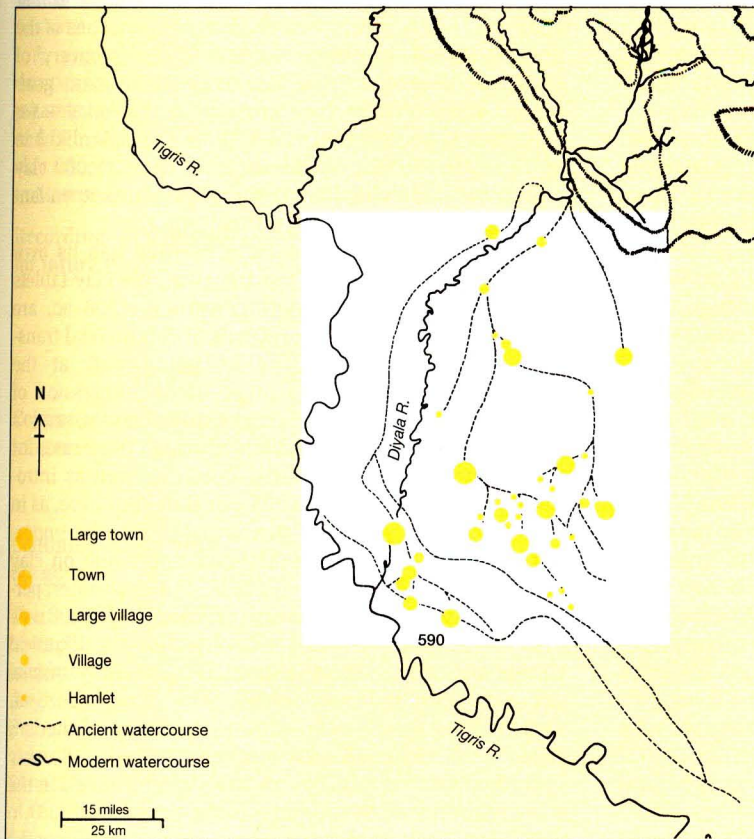 Tigris R.
Diyala R.
N
Large town
Town
Large village
Village
Hamlet
Ancient watercourse
Modern watercourse
590
Tigris R.
15 miles
25 km